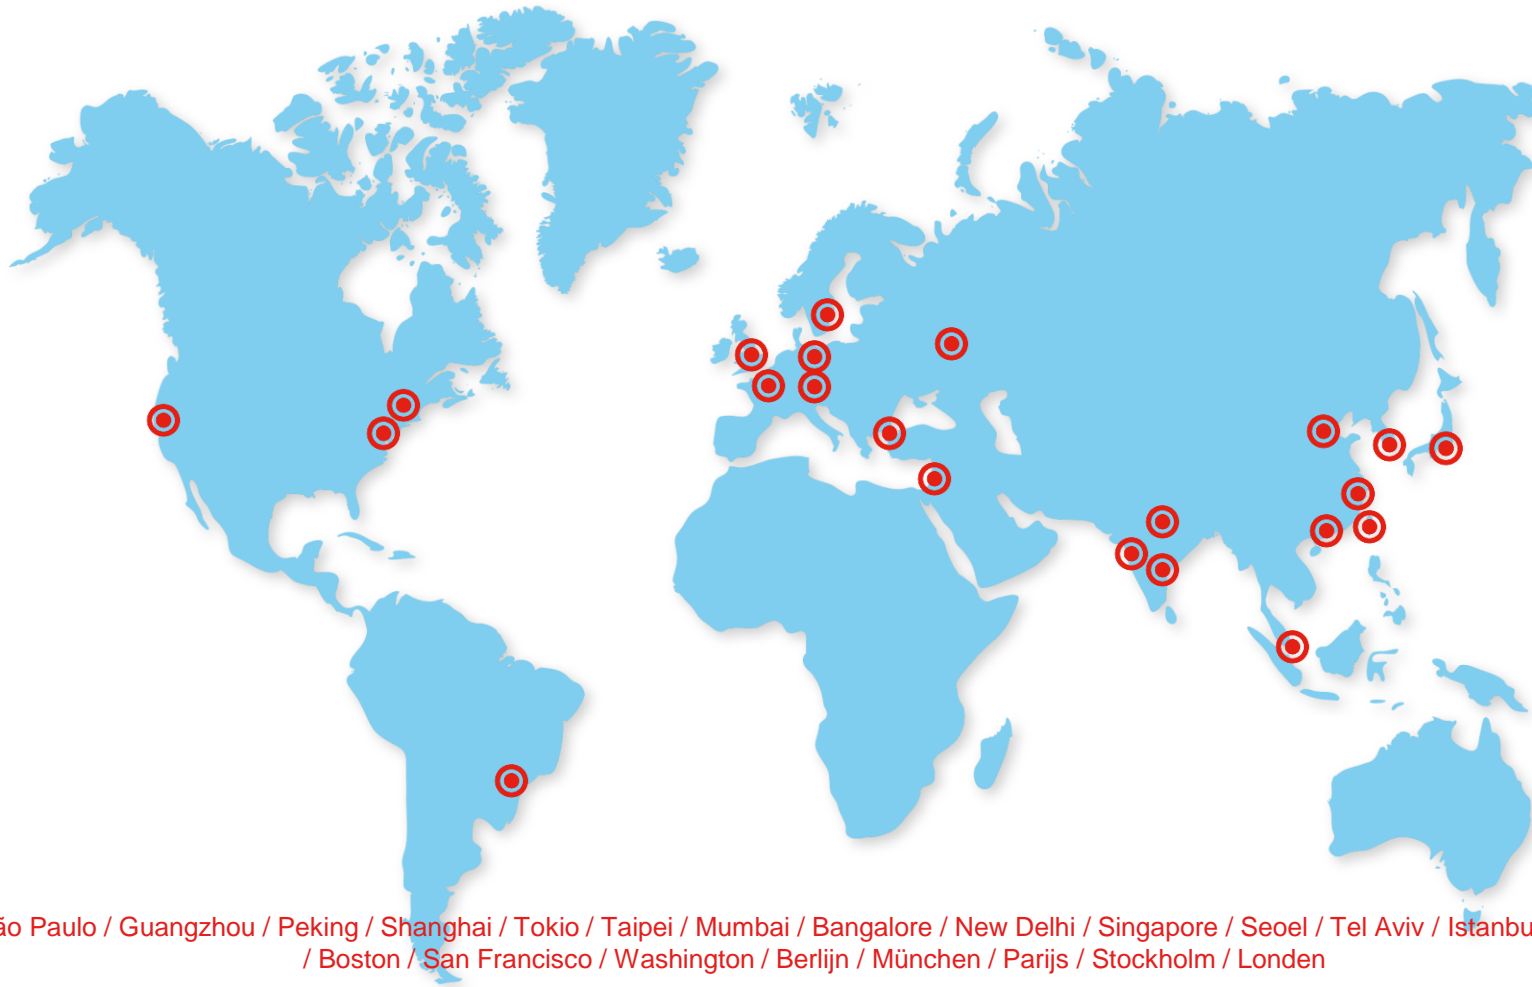 ão Paulo / Guangzhou / Peking / Shanghai / Tokio / Taipei / Mumbai / Bangalore / New Delhi / Singapore / Seoel / Tel Aviv / Istanbu
/ Boston / San Francisco / Washington / Berlijn / München / Parijs / Stockholm / Londen